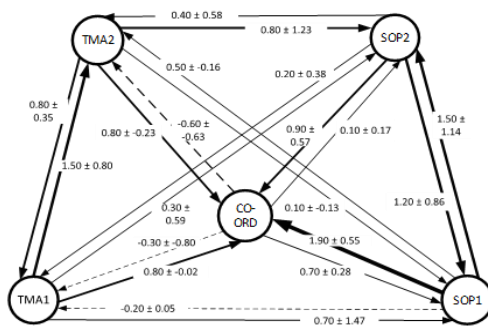 0.40 ± 0.58
TMA2
0.80 ± 1.23
SOP2
0.50 ± -0.16
0.20 ± 0.38
0.80 ±
0.35
-0.60 ±
-0.63
0.80 ± -0.23
0.90 ±
0.57
0.10 ± 0.17
1.50 ±
1.14
1.50 ± 0.80
1.20 ± 0.86
0.30 ±
0.59
CO-
ORD
0.10 ± -0.13
-0.30 ± -0.80
1.90 ± 0.55
0.80 ± -0.02
0.70 ± 0.28
TMA1
SOP1
-0.20 ± 0.05
0.70 ± 1.47